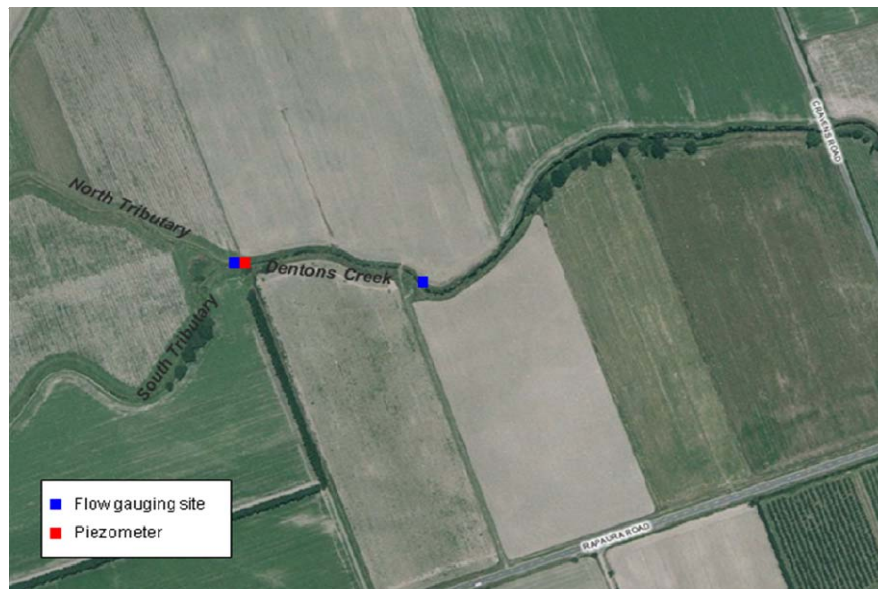 CRAVENS ROAD
North Tributary
Dentons Creek
South Tributary
Flow gauging site
Piezometer
RAPAURA ROAD